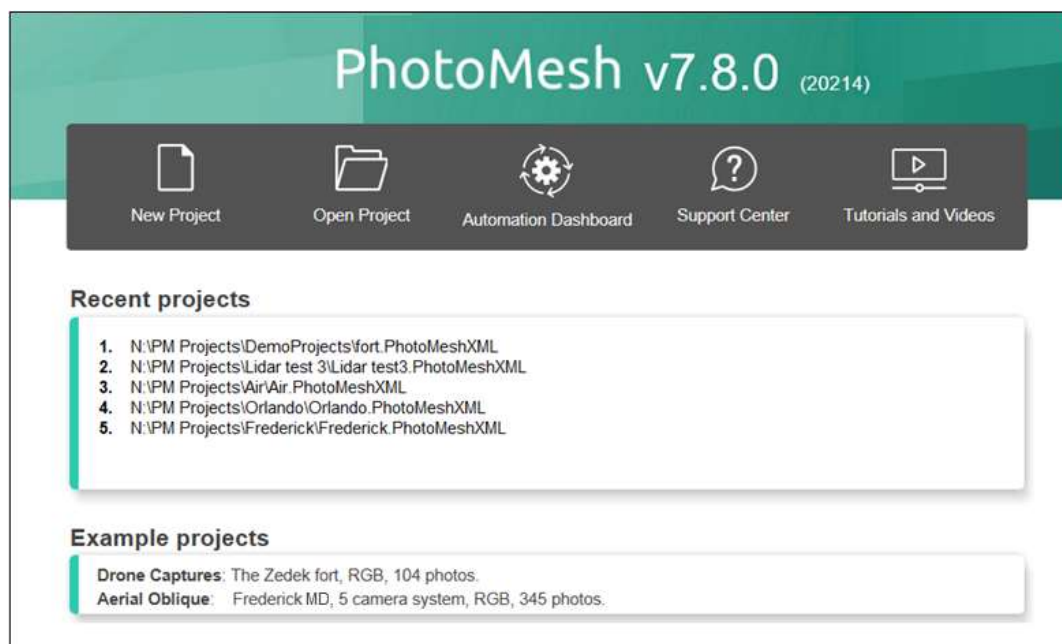 PhotoMesh v7.8.0 (20214)
New Project Open Project Automation Dashboard Support Center Tutorials and Videos
Recent projects
1. N:\PM Projects\DemoProjects\fort.PhotoMeshXML
2. N:\PM Projects\Lidar test 3\Lidar test3.PhotoMeshXML
3. N:\PM Projects\Air\Air.PhotoMeshXML
4. N:\PM Projects\Orlando\Orlando.PhotoMeshXML
5. N:\PM Projects\Frederick\Frederick.PhotoMeshXML
Example projects
Drone Captures: The Zedek fort, RGB, 104 photos.
Aerial Oblique: Frederick MD, 5 camera system, RGB, 345 photos.